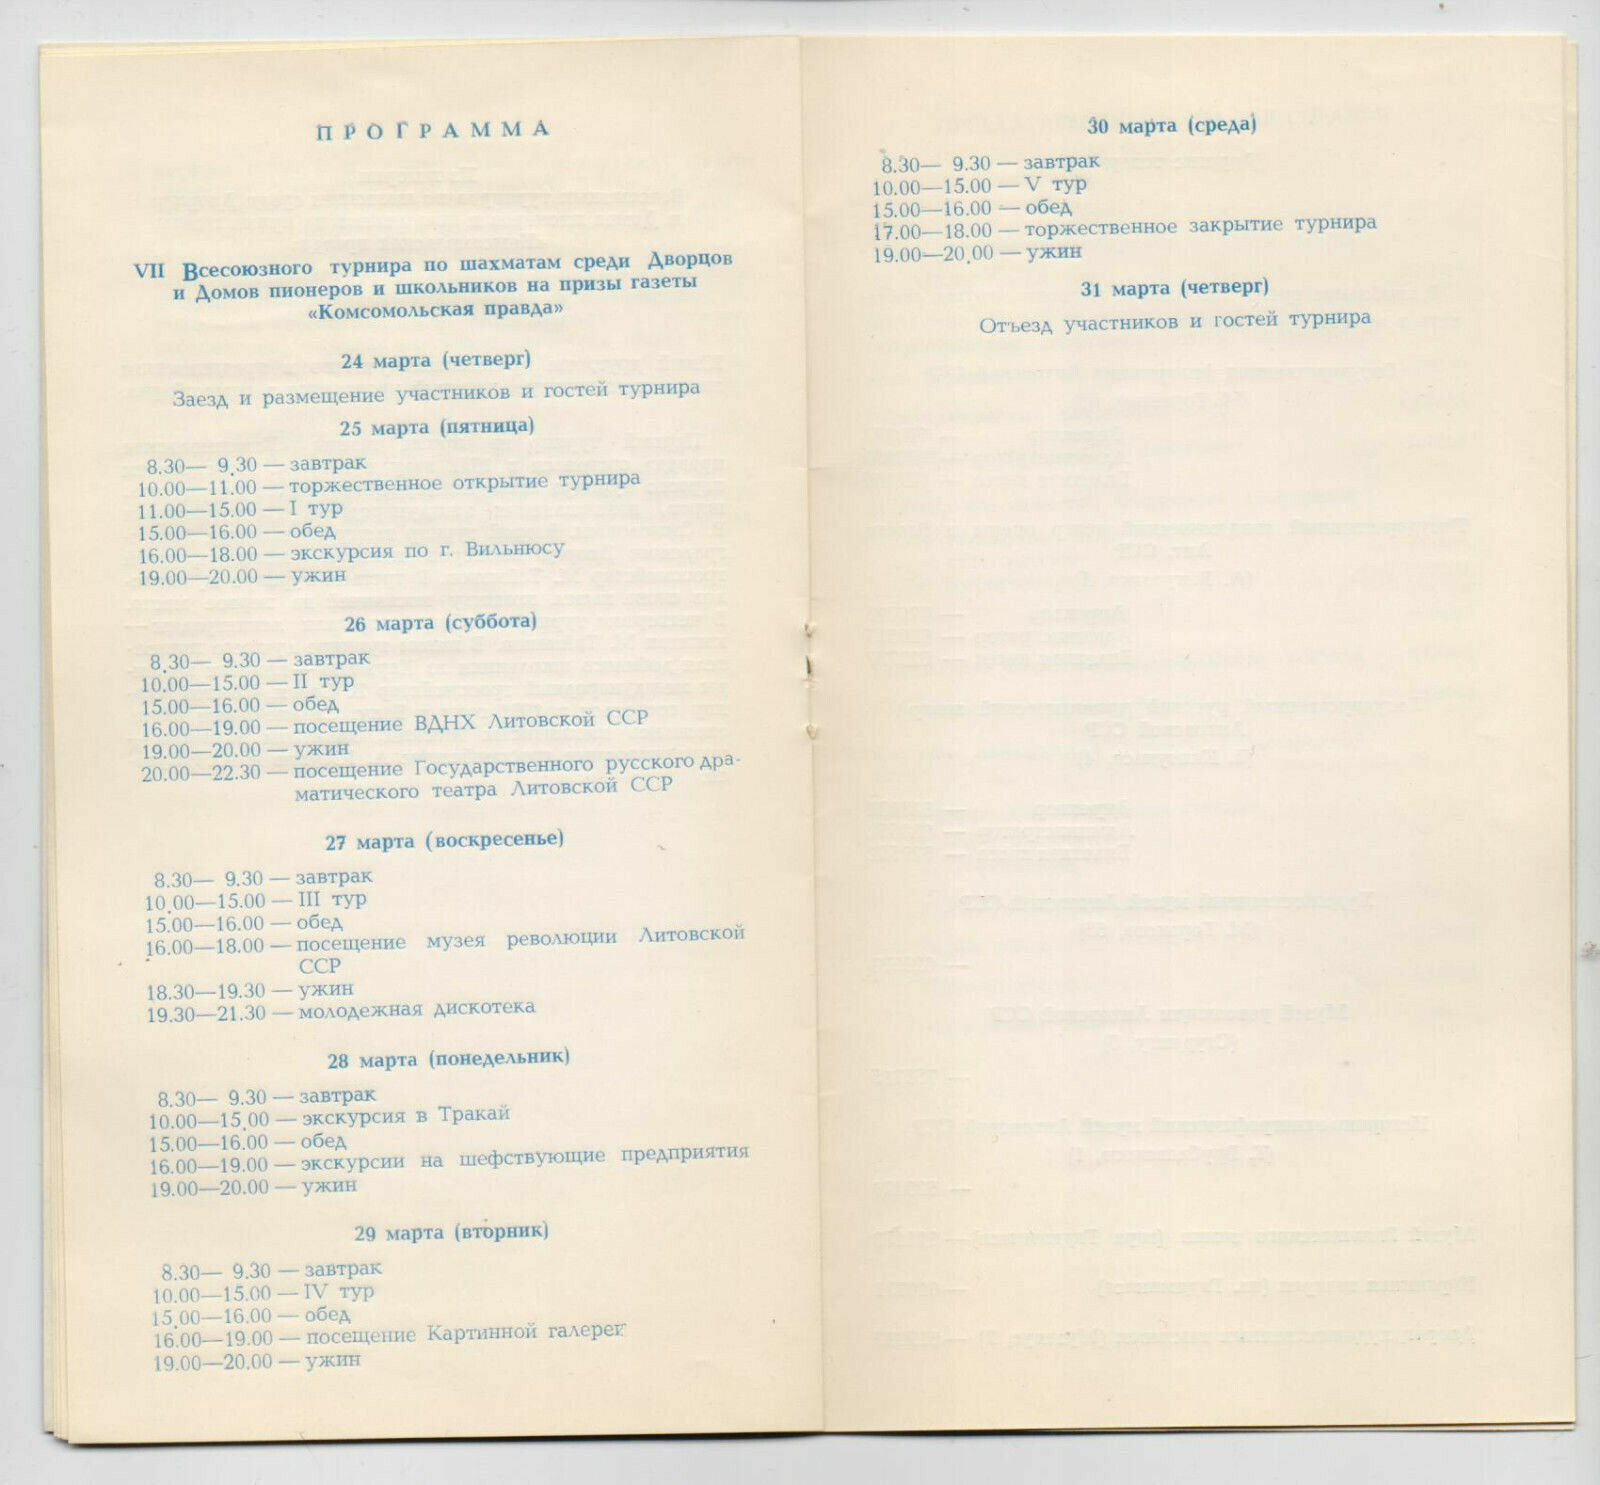 ПРОГРАММА
VII Всесоюзного турнира по шахматам среди Дворцов
и Домов пионеров и школьников на призы газеты
«Комсомольская правда»
24 марта (четверг)
Заезд и размещение участников и гостей турнира
25 марта (пятница)
8.30— 9.30 — завтрак
10.00—11.00 — торжественное открытие турнира
11.00—15.00 — I тур
15.00—16.00 — обед
16.00—18.00 — экскурсия по г. Вильнюсу
19.00—20.00 — ужин
26 марта (суббота)
8.30— 9.30 — завтрак
10.00—15.00 — II тур
15.00—16.00 — обед
16.00—19.00 — посещение ВДНХ Литовской ССР
19.00—20.00 — ужин
20.00—22.30 — посещение Государственного русского дра-
матического театра Литовской ССР
27 марта (воскресенье)
8.30— 9.30 — завтрак
10.00—15.00 — III тур
15.00—16.00 — обед
16.00—18.00 — посещение музея революции Литовской
ССР
18.30—19.30 — ужин
19.30—21.30 — молодежная дискотека
28 марта (понедельник)
8.30— 9.30 — завтрак
10.00—15.00 — экскурсия в Тракай
15.00—16.00 — обед
16.00—19.00 — экскурсии на шефствующие предприятия
19.00—20.00 — ужин
29 марта (вторник)
8.30— 9.30 — завтрак
10.00—15.00 — IV тур
15.00—16.00 — обед
16.00—19.00 — посещение Картинной галереи
19.00—20.00 — ужин
30 марта (среда)
8.30— 9.30 — завтрак
10.00—15.00 — V тур
15.00—16.00 — обед
17.00—18.00 — торжественное закрытие турнира
19.00—20.00 — ужин
31 марта (четверг)
Отъезд участников и гостей турнира